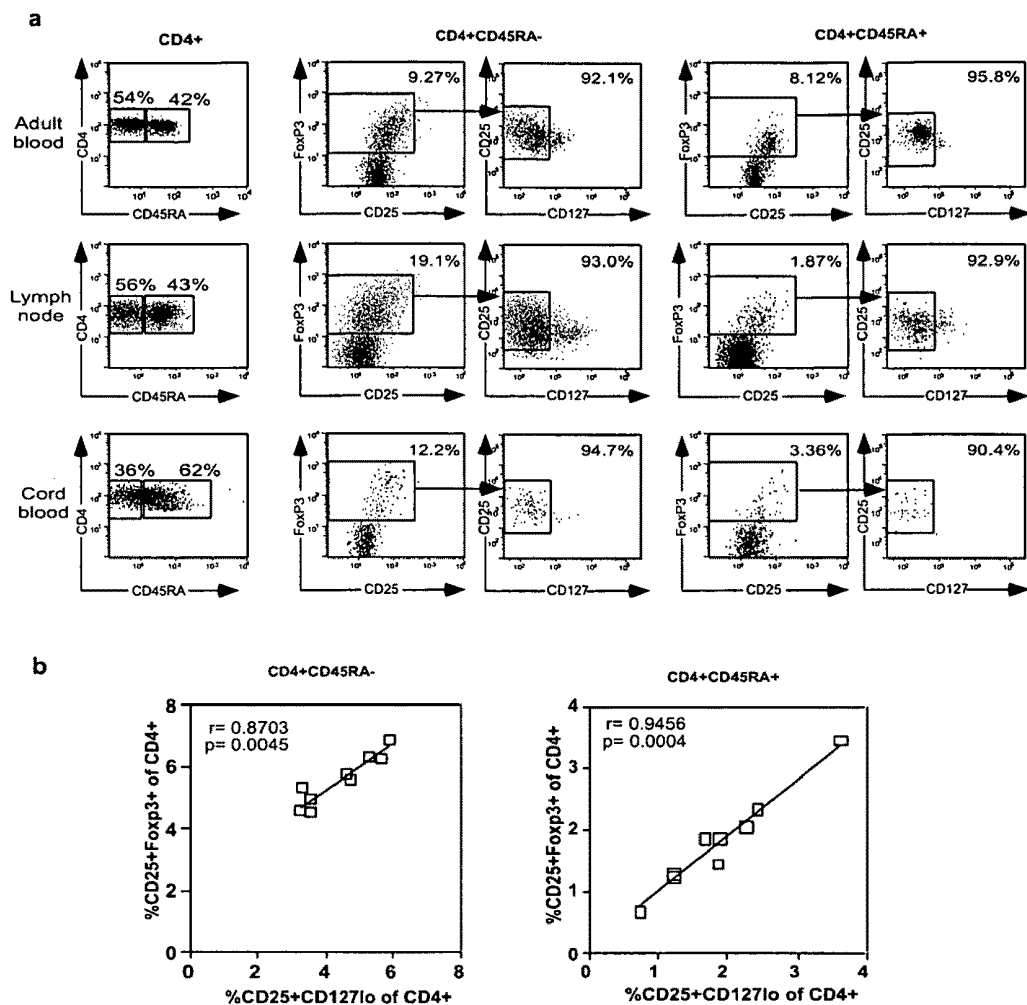 a
CD4+
CD4+CD45RA-
CD4+CD45RA+
Adult blood
54% 42%
CD4
CD45RA
9.27%
FoxP3
CD25
92.1%
CD25
CD127
8.12%
FoxP3
CD25
95.8%
CD25
CD127
Lymph node
56% 43%
CD4
CD45RA
19.1%
FoxP3
CD25
93.0%
CD25
CD127
1.87%
FoxP3
CD25
92.9%
CD25
CD127
Cord blood
36% 62%
CD4
CD45RA
12.2%
FoxP3
CD25
94.7%
CD25
CD127
3.36%
FoxP3
CD25
90.4%
CD25
CD127
b
CD4+CD45RA-
r= 0.8703
p= 0.0045
%CD25+Foxp3+ of CD4+
8
6
4
2
0
0 2 4 6 8
%CD25+CD127lo of CD4+
CD4+CD45RA+
r= 0.9456
p= 0.0004
%CD25+Foxp3+ of CD4+
4
3
2
1
0
0 1 2 3 4
%CD25+CD127lo of CD4+